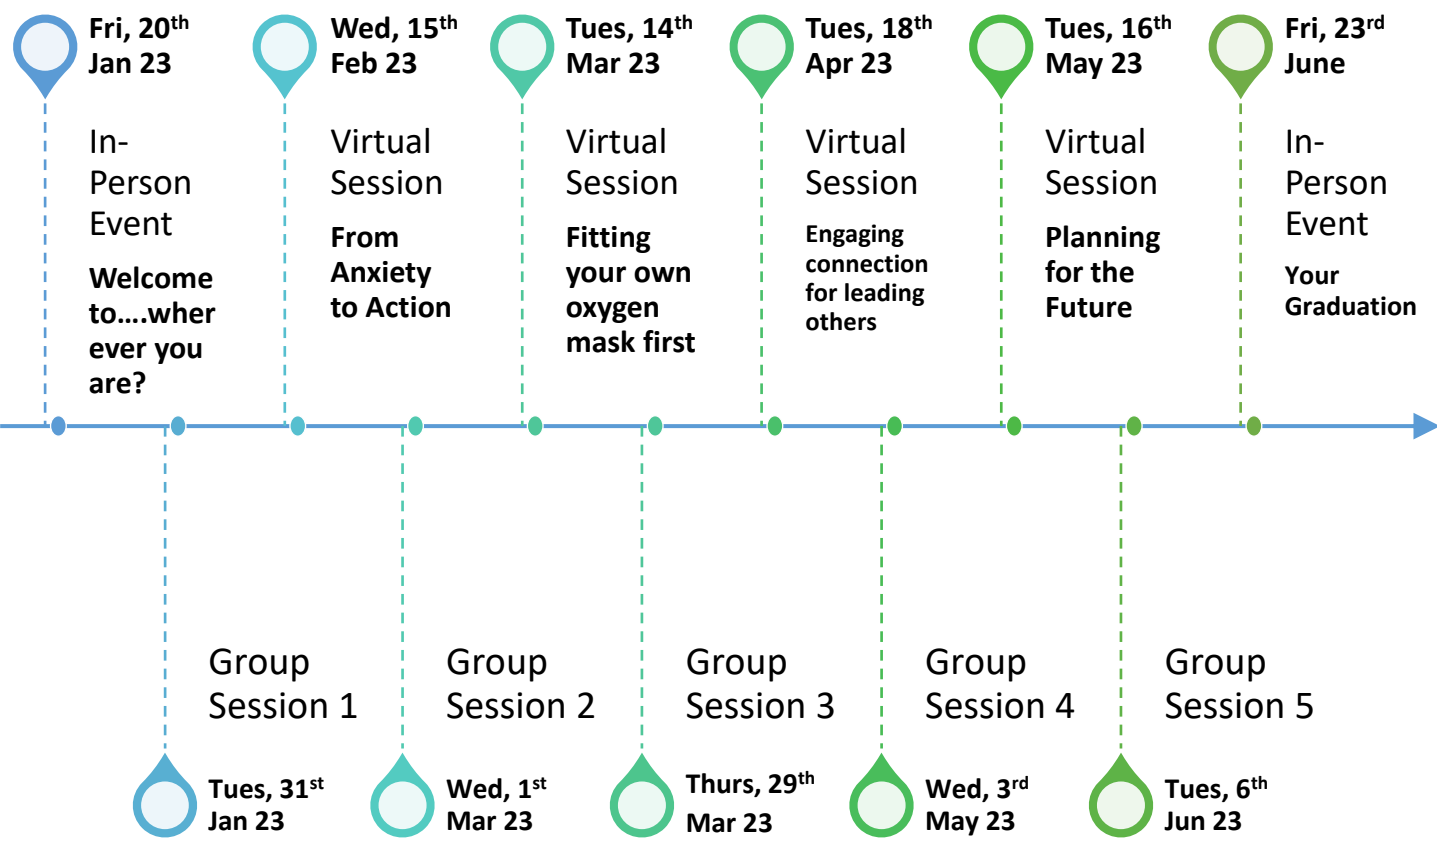 Fri, 20th
Jan 23
In-
Person
Event
Welcome
to....wher
ever you
are?
Wed, 15th
Feb 23
Virtual
Session
From
Anxiety
to Action
Tues, 14th
Mar 23
Virtual
Session
Fitting
your own
oxygen
mask first
Tues, 18th
Apr 23
Virtual
Session
Engaging
connection
for leading
others
Tues, 16th
May 23
Virtual
Session
Planning
for the
Future
Fri, 23rd
June
In-
Person
Event
Your
Graduation
Group
Session 1
Tues, 31st
Jan 23
Group
Session 2
Wed, 1st
Mar 23
Group
Session 3
Thurs, 29th
Mar 23
Group
Session 4
Wed, 3rd
May 23
Group
Session 5
Tues, 6th
Jun 23